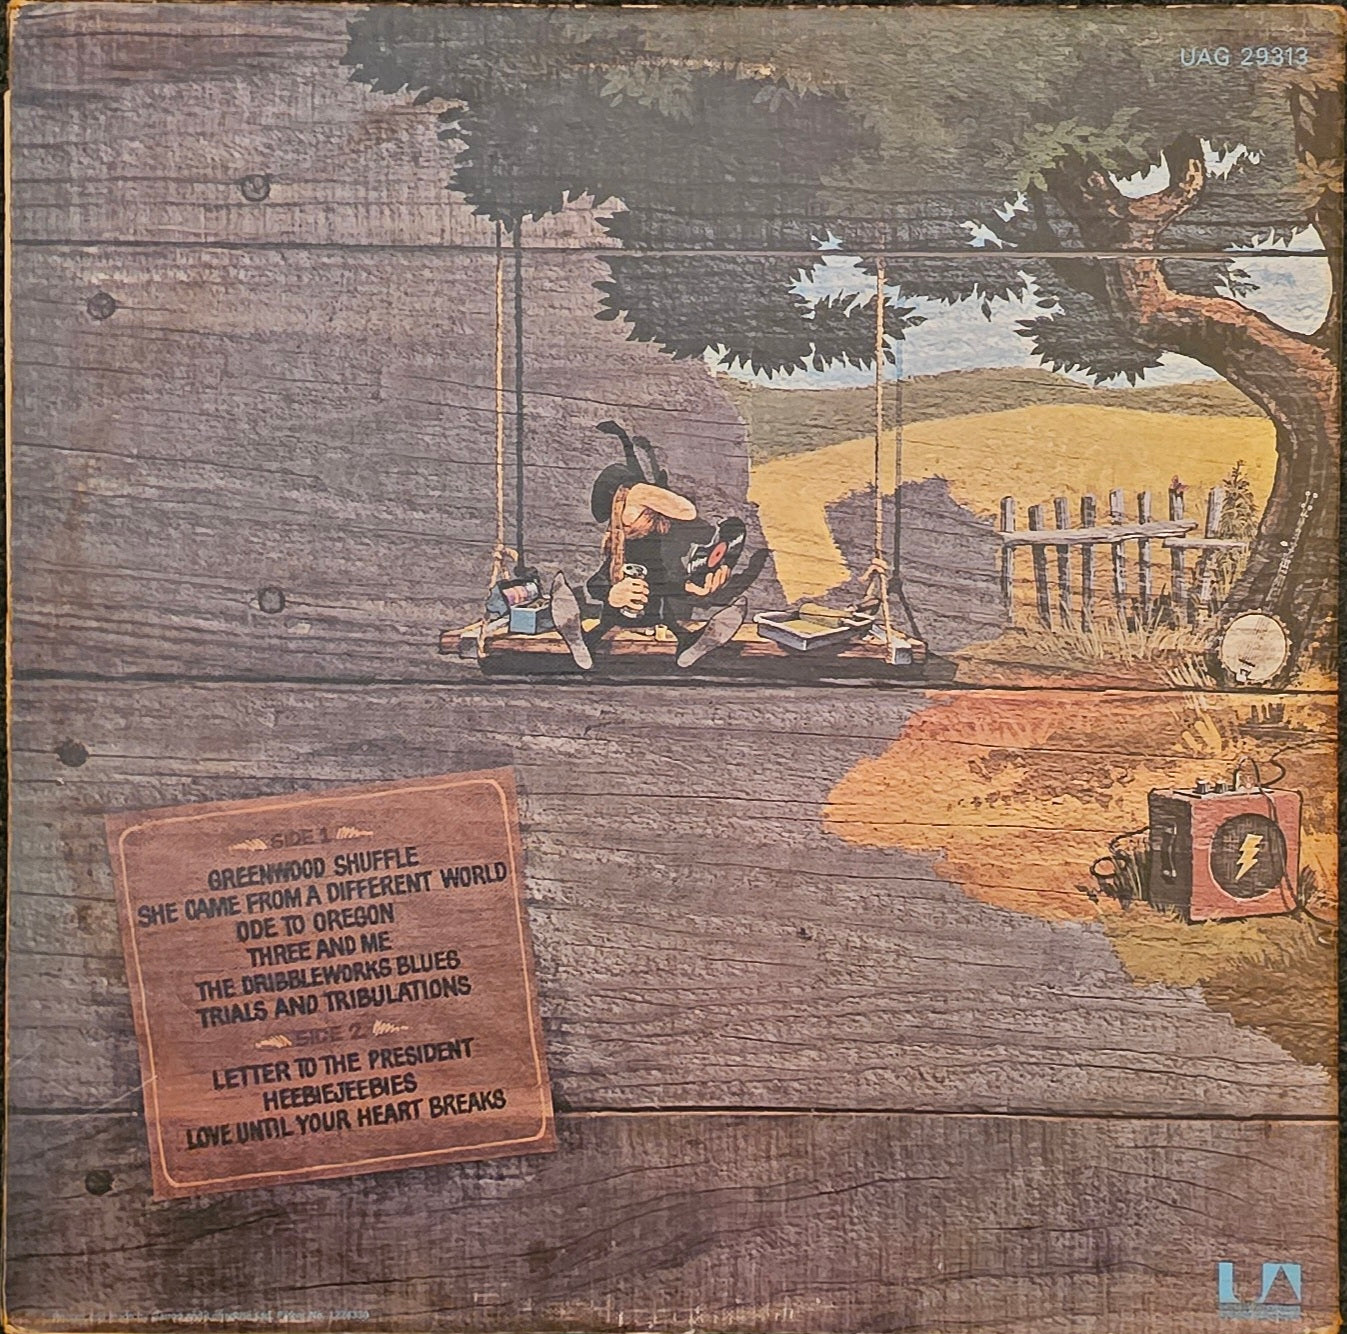 UAG 29313
SIDE 1
GREENWOOD SHUFFLE
SHE CAME FROM A DIFFERENT WORLD
ODE TO OREGON
THREE AND ME
THE DRIBBLEWORKS BLUES
TRIALS AND TRIBULATIONS
SIDE 2
LETTER TO THE PRESIDENT
HEEBIEJEEBIES
LOVE UNTIL YOUR HEART BREAKS
UA